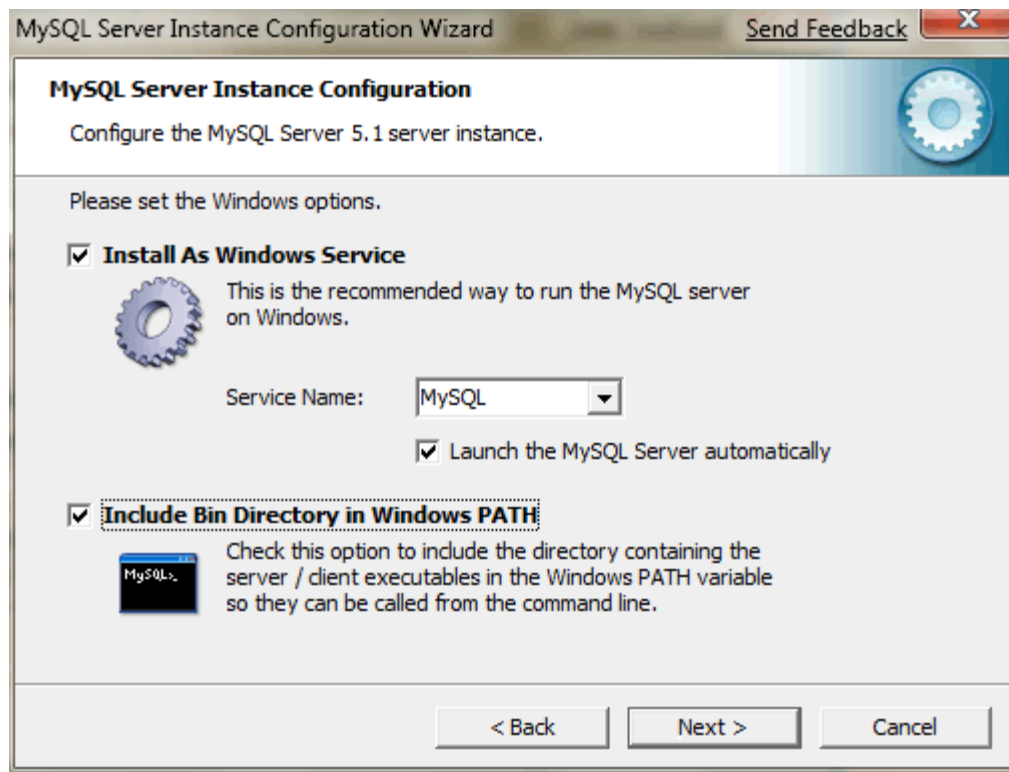 MySQL Server Instance Configuration Wizard Send Feedback X
MySQL Server Instance Configuration
Configure the MySQL Server 5.1 server instance.
Please set the Windows options.
Install As Windows Service
This is the recommended way to run the MySQL server
on Windows.
Service Name: MySQL
Launch the MySQL Server automatically
Include Bin Directory in Windows PATH
Check this option to include the directory containing the
server / client executables in the Windows PATH variable
so they can be called from the command line.
MySQL>_
< Back Next > Cancel